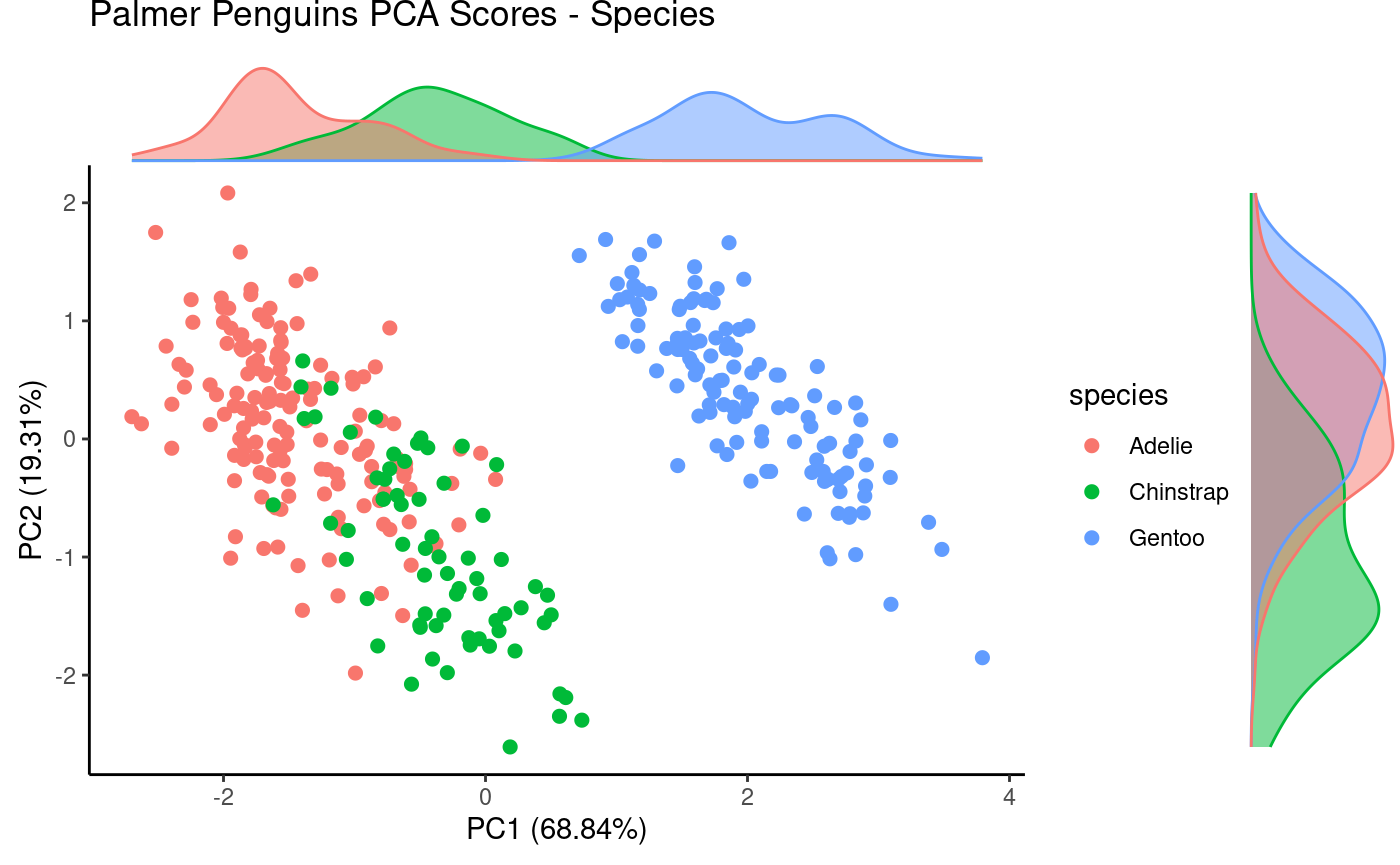 Palmer Penguins PCA Scores - Species
2
1
0
-1
-2
PC2 (19.31%)
-2
0
2
4
PC1 (68.84%)
species
Adelie
Chinstrap
Gentoo